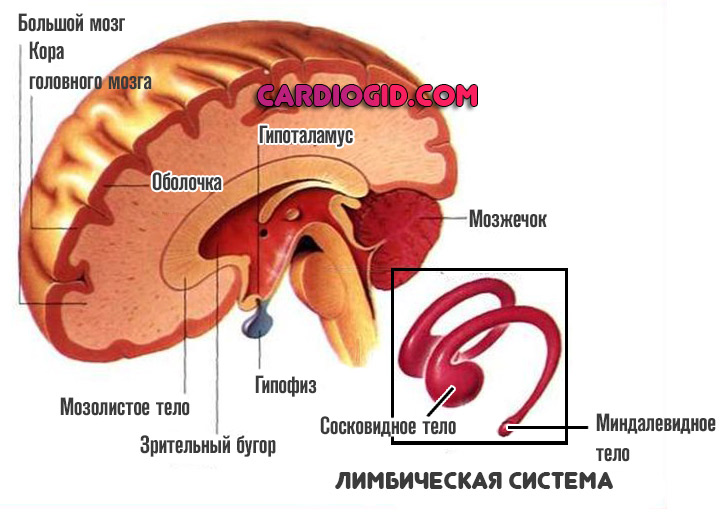 Большой мозг
Кора
головного мозга
CARDIOGID.COM
Гипоталамус
Оболочка
Мозжечок
Гипофиз
Мозолистое тело
Зрительный бугор
Сосковидное тело
Миндалевидное
тело
ЛИМБИЧЕСКАЯ СИСТЕМА